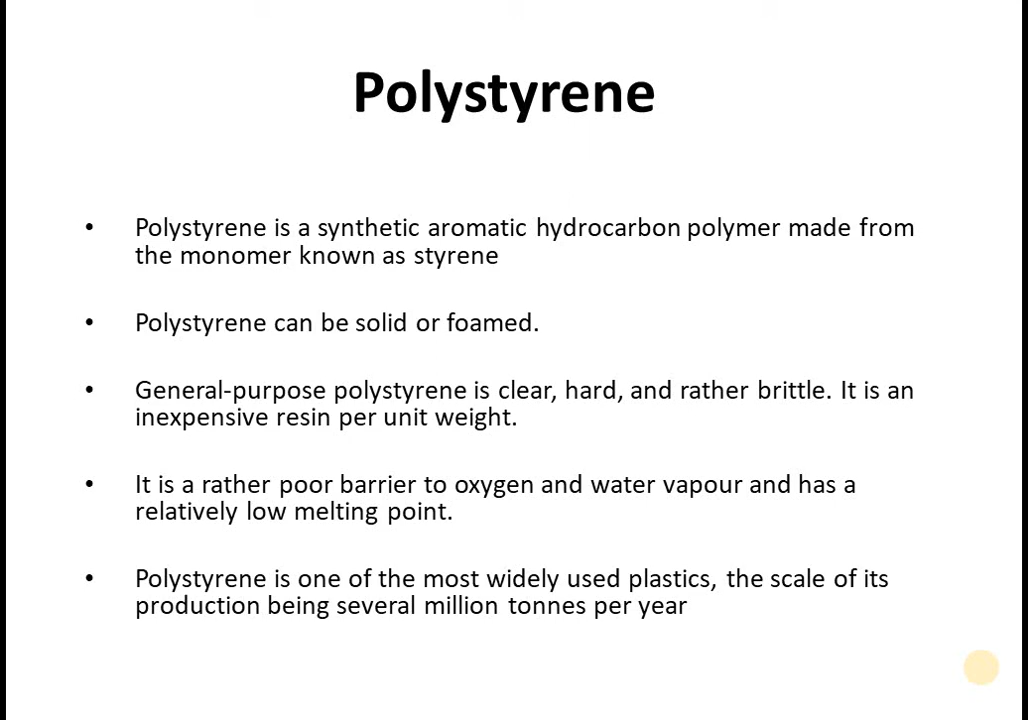 Polystyrene
• Polystyrene is a synthetic aromatic hydrocarbon polymer made from
the monomer known as styrene
• Polystyrene can be solid or foamed.
• General-purpose polystyrene is clear, hard, and rather brittle. It is an
inexpensive resin per unit weight.
• It is a rather poor barrier to oxygen and water vapour and has a
relatively low melting point.
• Polystyrene is one of the most widely used plastics, the scale of its
production being several million tonnes per year